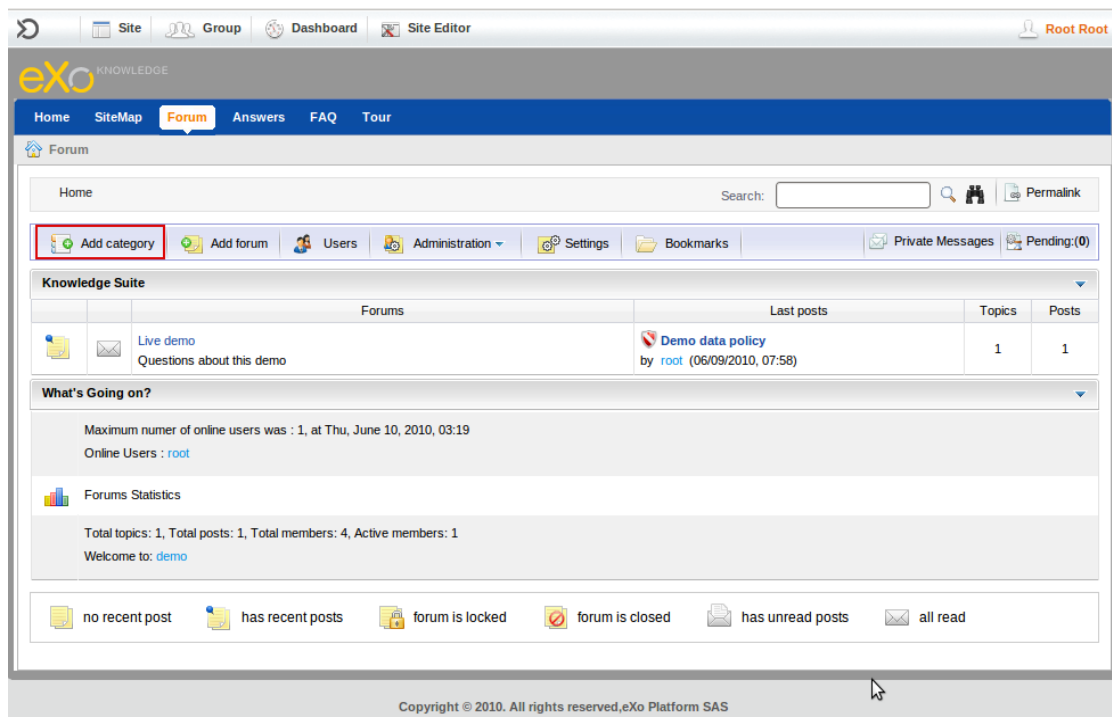 Site Group Dashboard Site Editor Root Root
eXo KNOWLEDGE
Home SiteMap Forum Answers FAQ Tour
Forum
Home Search: Permalink
Add category Add forum Users Administration Settings Bookmarks Private Messages Pending:(0)
Knowledge Suite
Forums Last posts Topics Posts
Live demo Demo data policy 1 1
Questions about this demo by root (06/09/2010, 07:58)
What's Going on?
Maximum numer of online users was : 1, at Thu, June 10, 2010, 03:19
Online Users : root
Forums Statistics
Total topics: 1, Total posts: 1, Total members: 4, Active members: 1
Welcome to: demo
no recent post has recent posts forum is locked forum is closed has unread posts all read
Copyright © 2010. All rights reserved,eXo Platform SAS